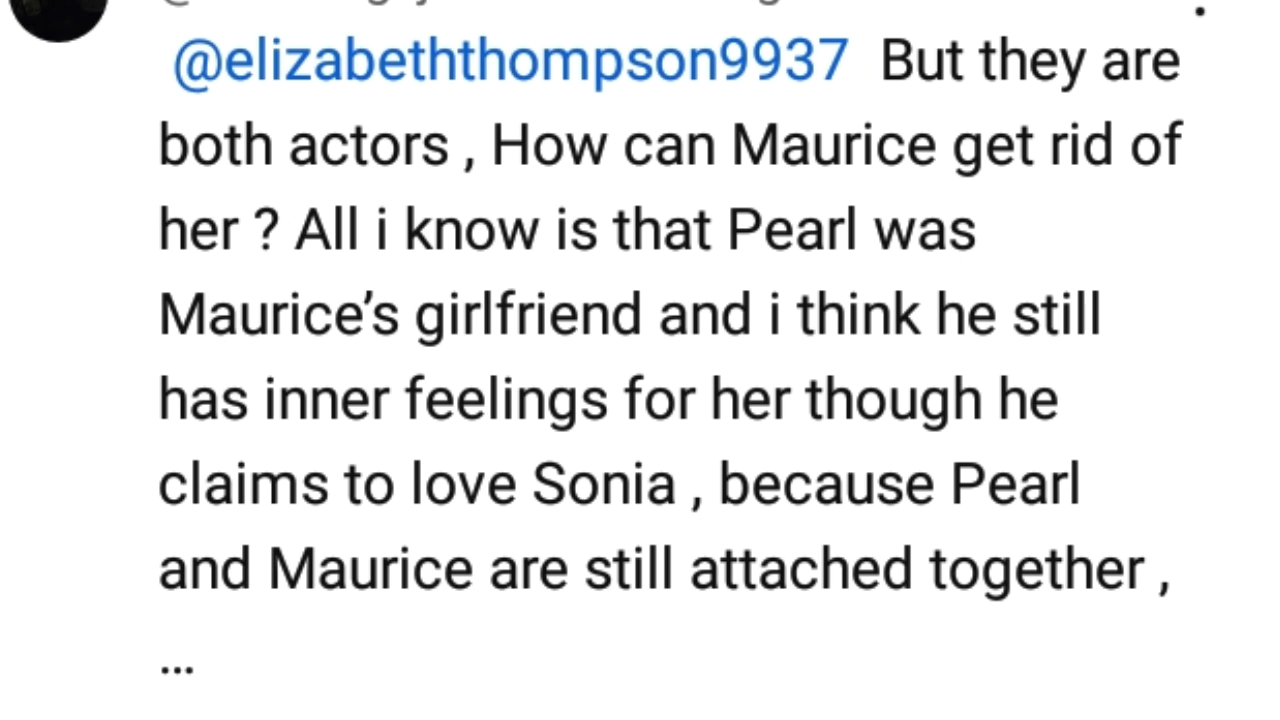 @elizabeththompson9937 But they are
both actors , How can Maurice get rid of
her ? All i know is that Pearl was
Maurice’s girlfriend and i think he still
has inner feelings for her though he
claims to love Sonia , because Pearl
and Maurice are still attached together ,
...